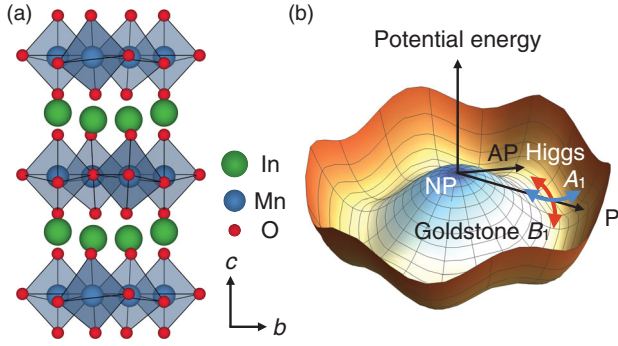 (a)
In
Mn
O
c
b
(b)
Potential energy
AP
Higgs
NP
A1
P
Goldstone B1